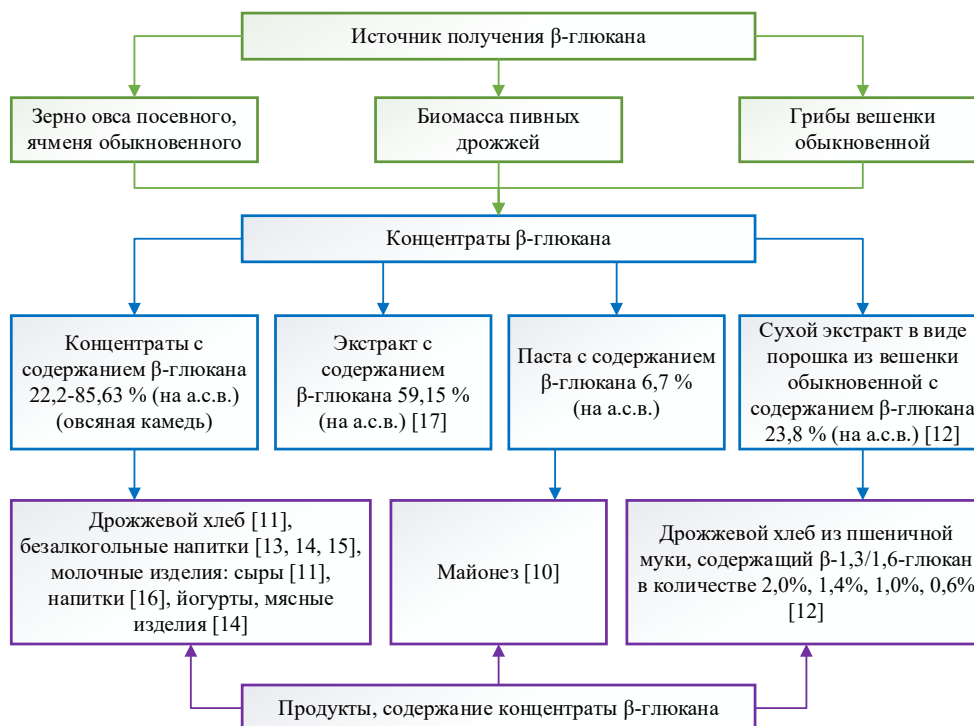 Источник получения β-глюкана
Зерно овса посевного,
ячменя обыкновенного
Биомасса пивных
дрожжей
Грибы вешенки
обыкновенной
Концентраты β-глюкана
Концентраты с
содержанием β-глюкана
22,2-85,63 % (на а.с.в.)
(овсяная камедь)
Экстракт с
содержанием
β-глюкана 59,15 %
(на а.с.в.) [17]
Паста с содержанием
β-глюкана 6,7 %
(на а.с.в.)
Сухой экстракт в виде
порошка из вешенки
обыкновенной с
содержанием β-глюкана
23,8 % (на а.с.в.) [12]
Дрожжевой хлеб [11],
безалкогольные напитки [13, 14, 15],
молочные изделия: сыры [11],
напитки [16], йогурты, мясные
изделия [14]
Майонез [10]
Дрожжевой хлеб из пшеничной
муки, содержащий β-1,3/1,6-глюкан
в количестве 2,0%, 1,4%, 1,0%, 0,6%
[12]
Продукты, содержание концентраты β-глюкана